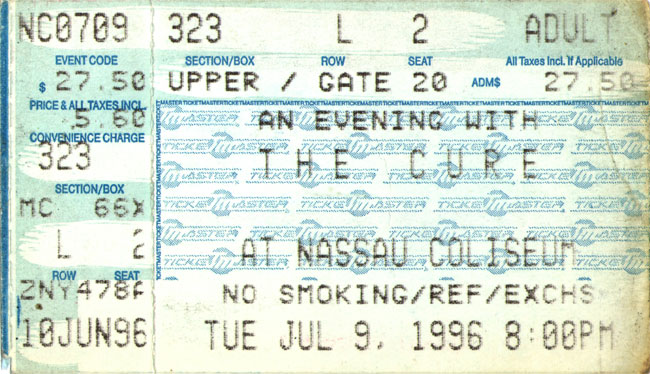 NC0709 323 L 2 ADULT
EVENT CODE SECTION/BOX ROW SEAT All Taxes Incl. If Applicable
$ 27.50 UPPER / GATE 20 ADM$ 27.50
PRICE & ALL TAXES INCL.
5.60 AN EVENING WITH
CONVENIENCE CHARGE
323 THE CURE
SECTION/BOX
MC 66X
L 2 AT NASSAU COLISEUM
ROW SEAT
ZNY478A NO SMOKING/REF/EXCHS
10JUN96 TUE JUL 9, 1996 8:00PM
TICKETMASTER